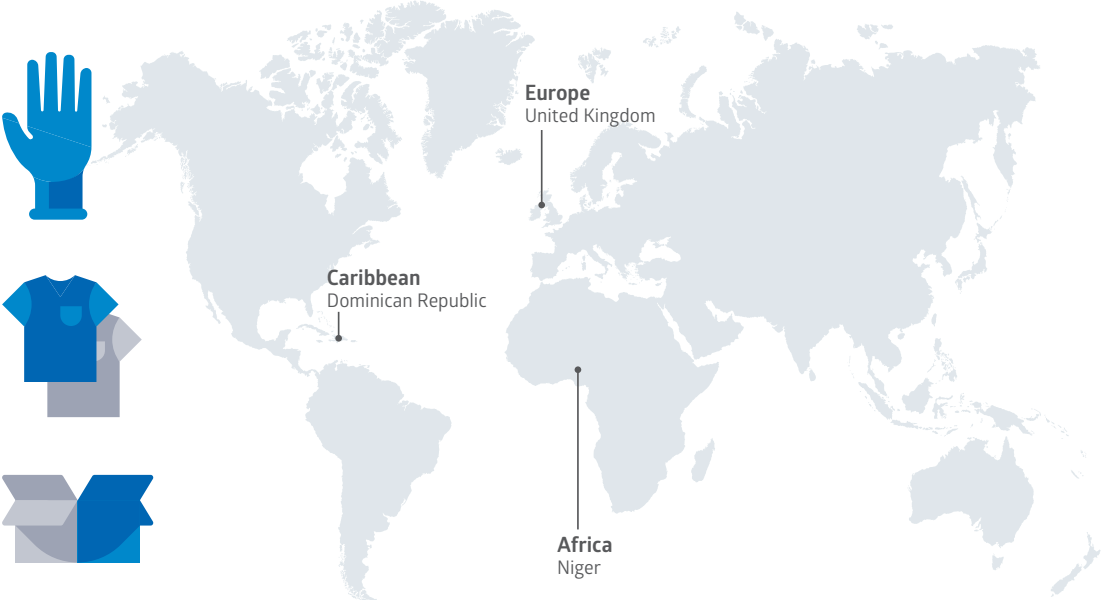 Europe
United Kingdom
Caribbean
Dominican Republic
Africa
Niger